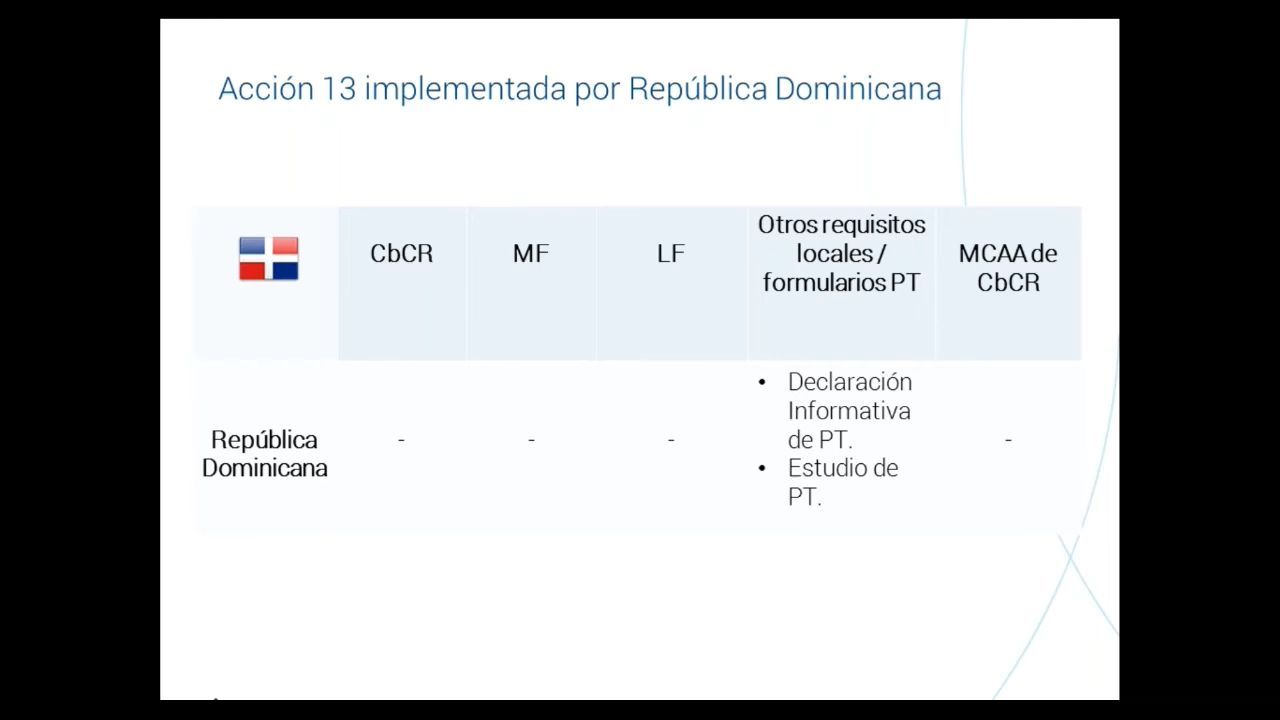 Acción 13 implementada por República Dominicana
CbCR
MF
LF
Otros requisitos
locales /
formularios PT
MCAA de
CbCR
República
Dominicana
-
-
-
• Declaración
Informativa
de PT.
• Estudio de
PT.
-